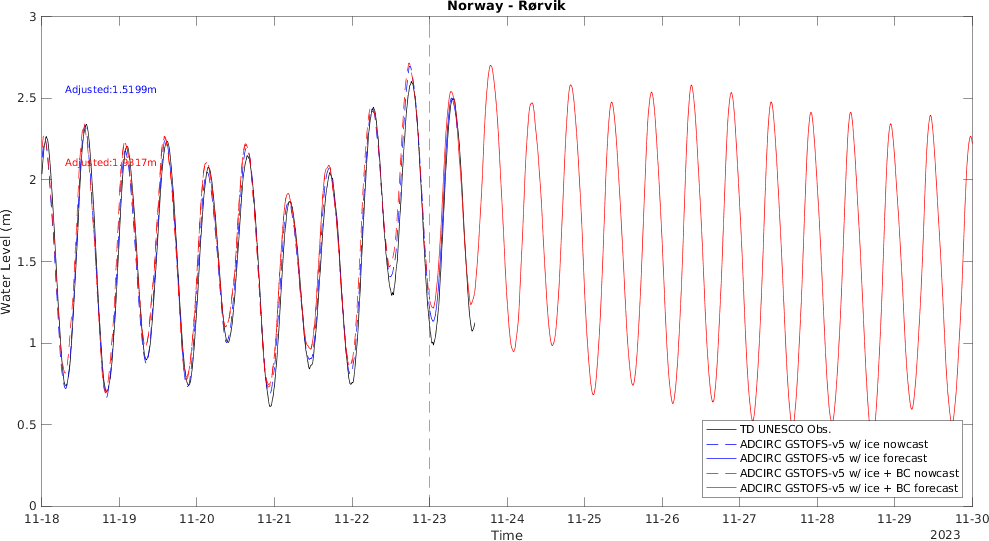 Norway - Rørvik
3
2.5
2
1.5
1
0.5
0
Water Level (m)
Adjusted:1.5199m
TD UNESCO Obs.
ADCIRC GSTOFS-v5 w/ ice nowcast
ADCIRC GSTOFS-v5 w/ ice forecast
ADCIRC GSTOFS-v5 w/ ice + BC nowcast
ADCIRC GSTOFS-v5 w/ ice + BC forecast
11-18 11-19 11-20 11-21 11-22 11-23 11-24 11-25 11-26 11-27 11-28 11-29 11-30
Time
2023